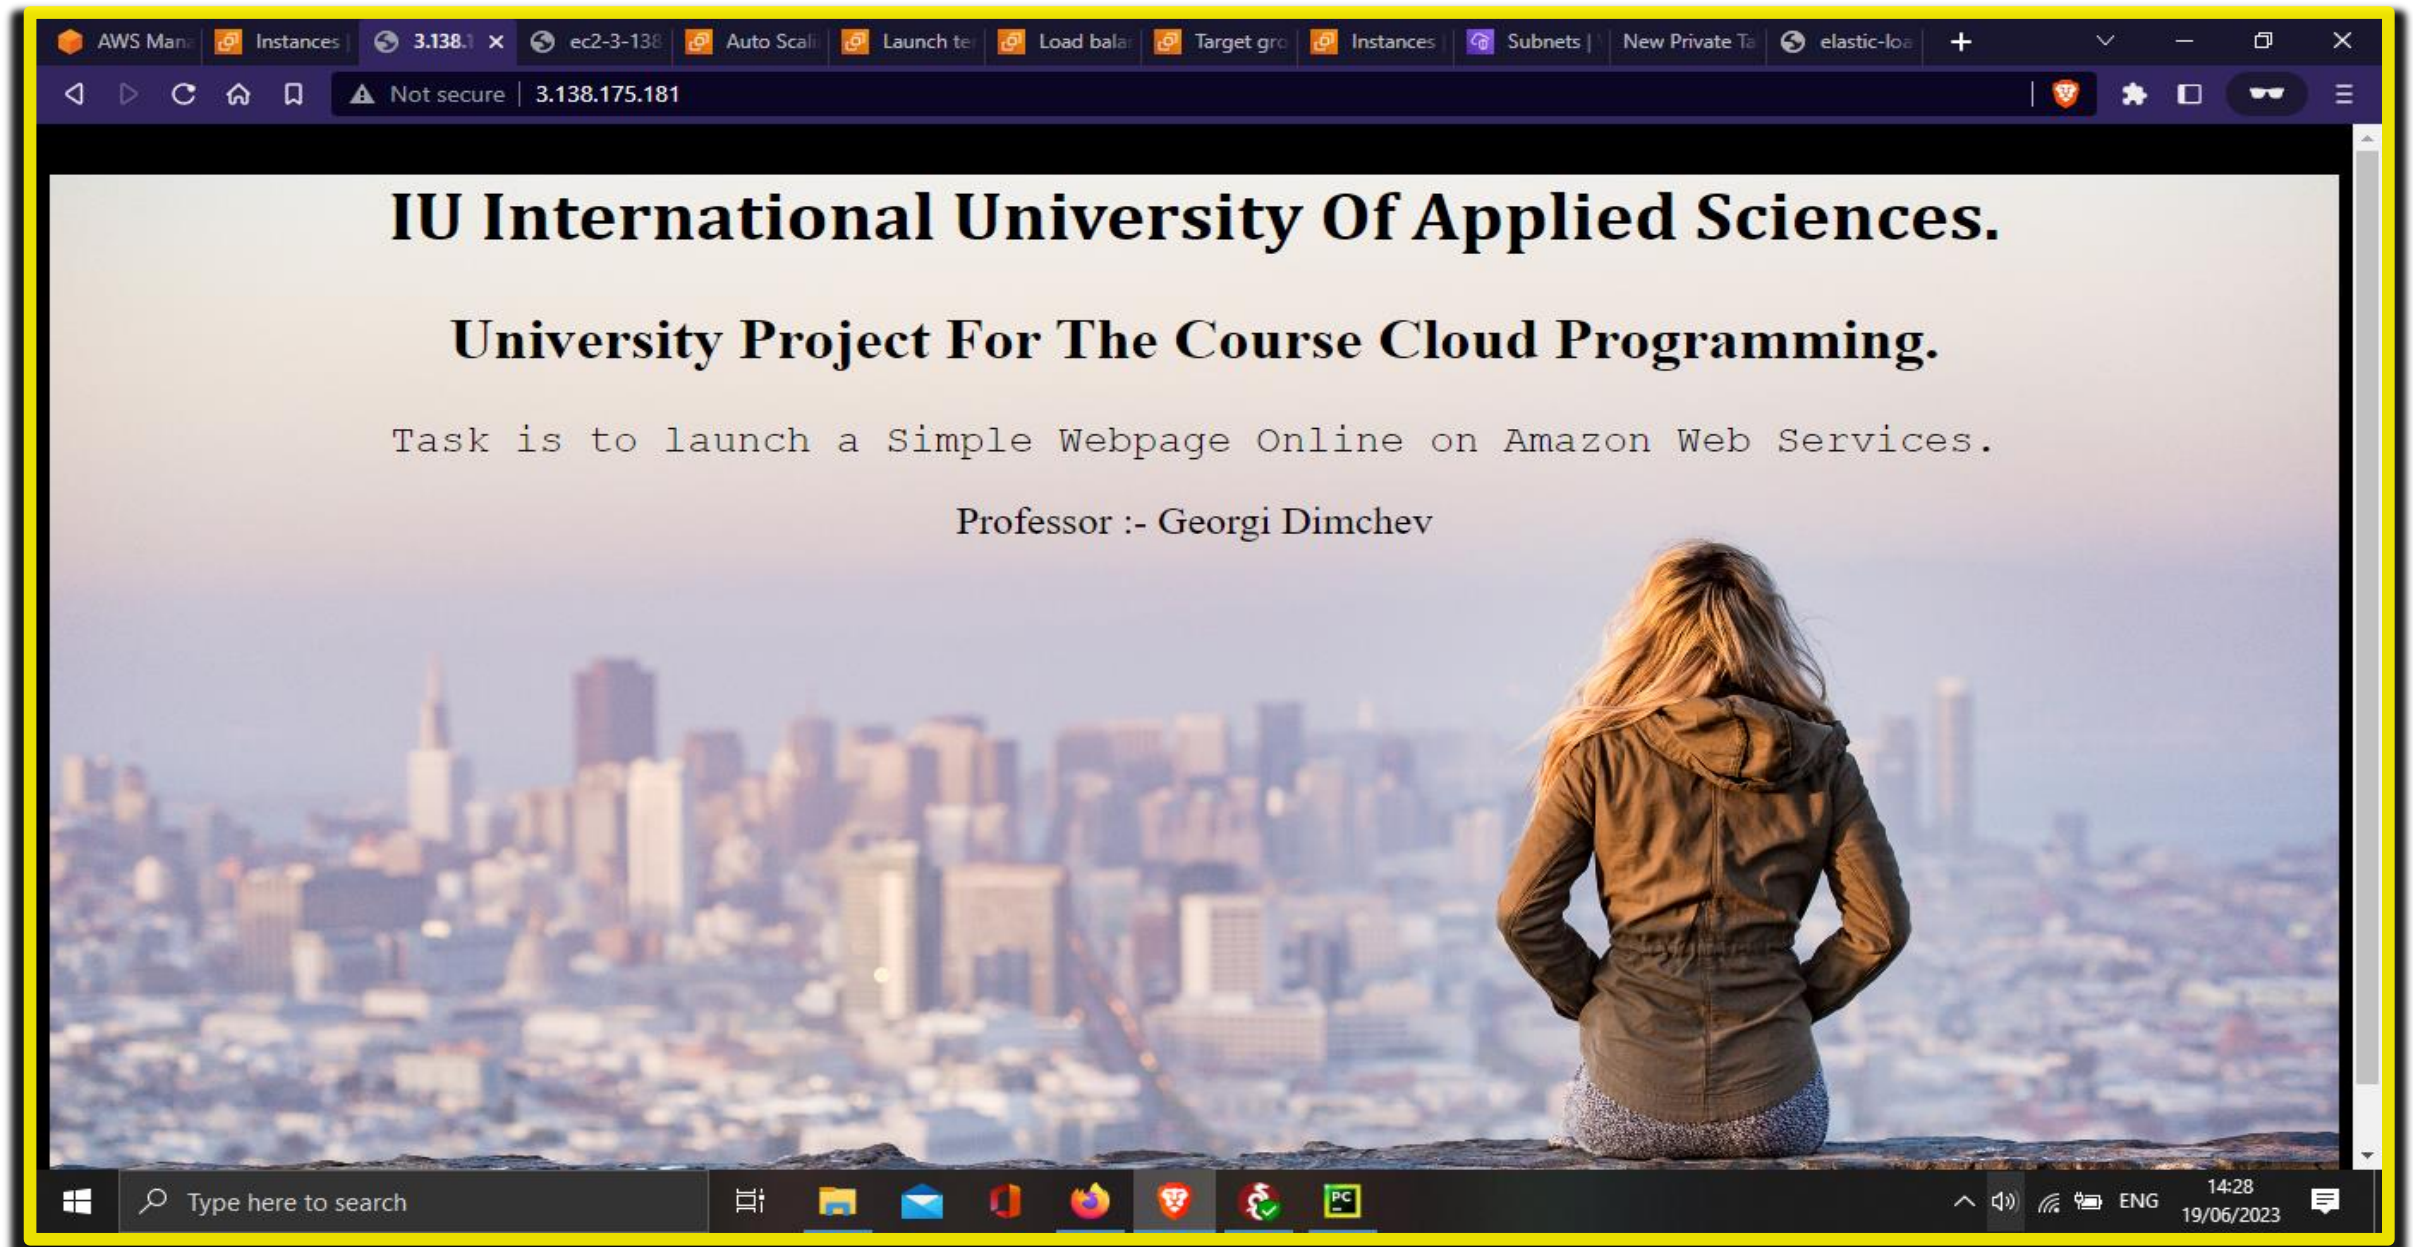 AWS Man
Instances
3.138.1
ec2-3-138
Auto Scali
Launch te
Load bala
Target gro
Instances
Subnets |
New Private Ta
elastic-loa
Not secure
3.138.175.181
IU International University Of Applied Sciences.
University Project For The Course Cloud Programming.
Task is to launch a Simple Webpage Online on Amazon Web Services.
Professor :- Georgi Dimchev
Type here to search
PC
ENG
14:28
19/06/2023